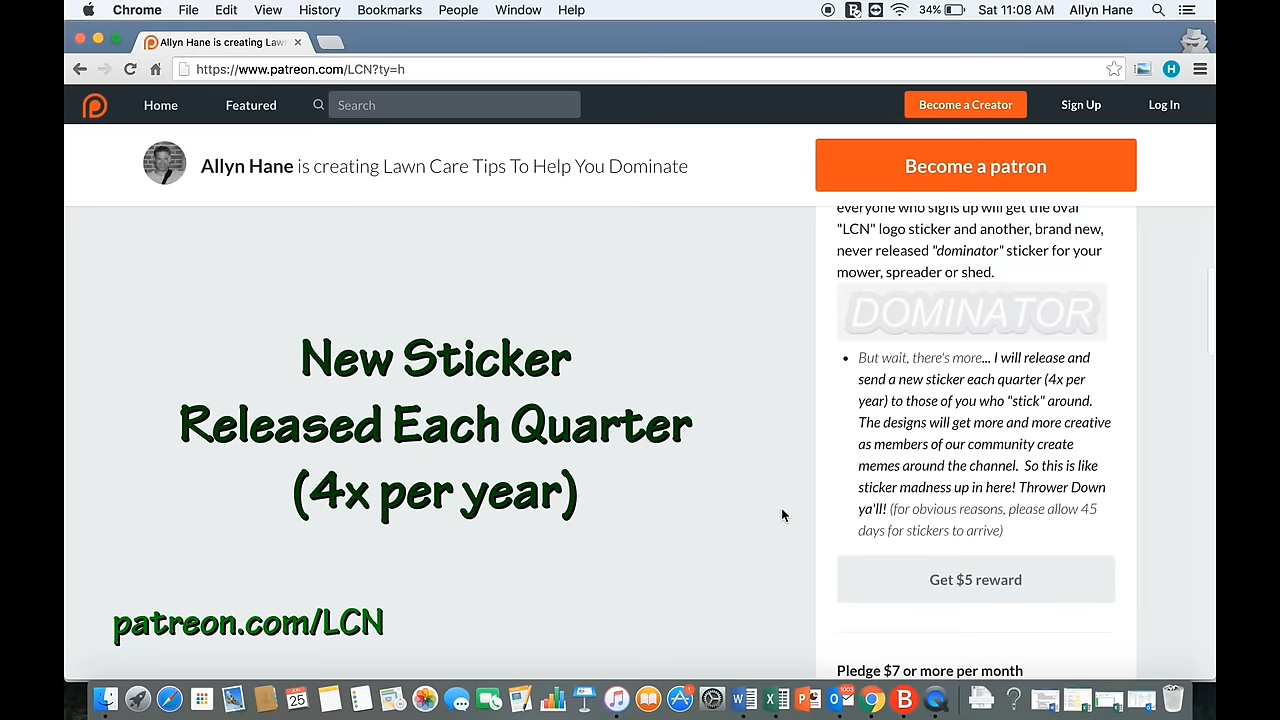 Chrome File Edit View History Bookmarks People Window Help 34% Sat 11:08 AM Allyn Hane
Allyn Hane is creating Law
https://www.patreon.com/LCN?ty=h
H
Home Featured Search Become a Creator Sign Up Log In
Allyn Hane is creating Lawn Care Tips To Help You Dominate
Become a patron
everyone who signs up will get the oval
"LCN" logo sticker and another, brand new,
never released "dominator" sticker for your
mower, spreader or shed.
DOMINATOR
• But wait, there's more... I will release and
send a new sticker each quarter (4x per
year) to those of you who "stick" around.
The designs will get more and more creative
as members of our community create
memes around the channel. So this is like
sticker madness up in here! Thrower Down
ya'll! (for obvious reasons, please allow 45
days for stickers to arrive)
Get $5 reward
Pledge $7 or more per month
New Sticker
Released Each Quarter
(4x per year)
patreon.com/LCN
JUN
25
1003